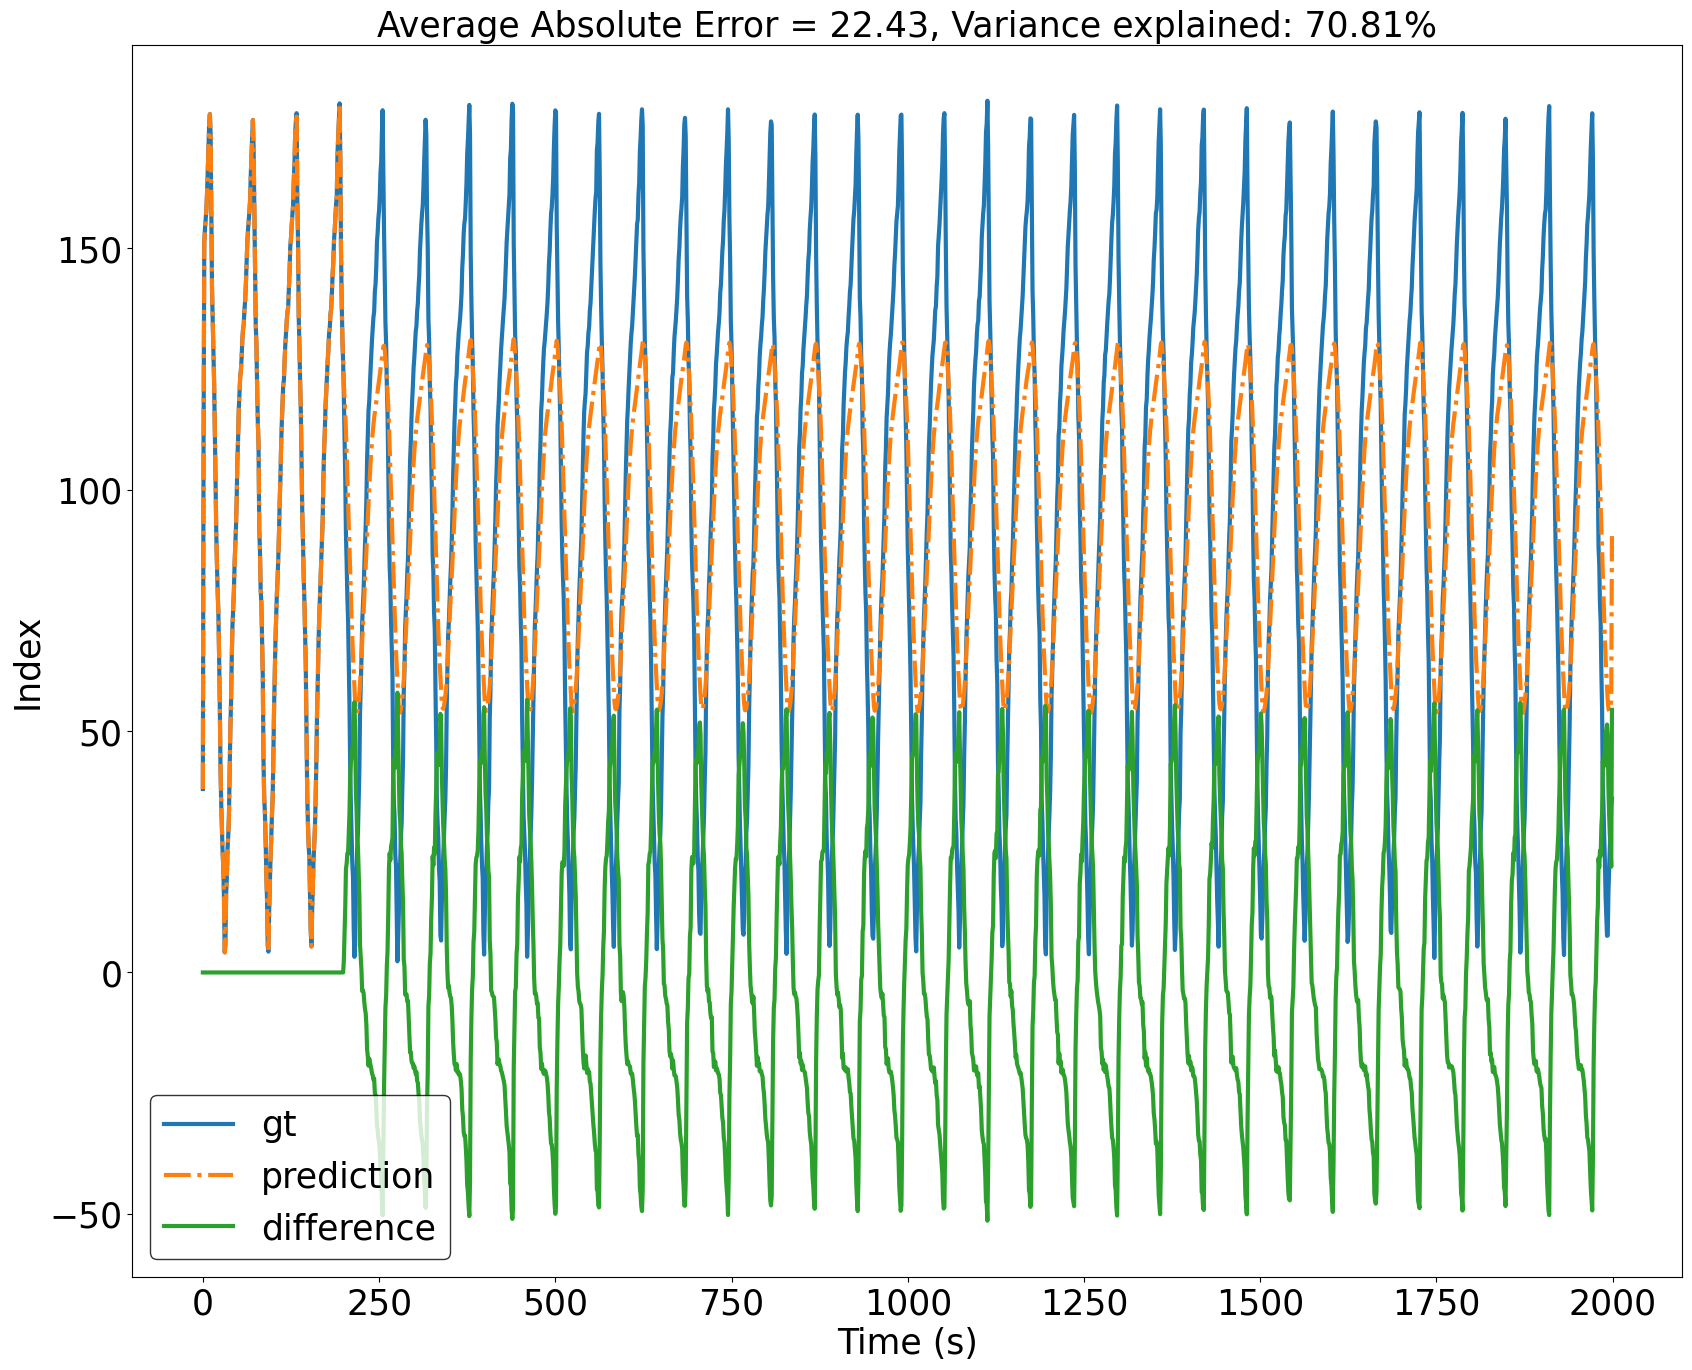 Average Absolute Error = 22.43, Variance explained: 70.81%
Index
150
100
50
0
−50
gt
prediction
difference
0 250 500 750 1000 1250 1500 1750 2000
Time (s)